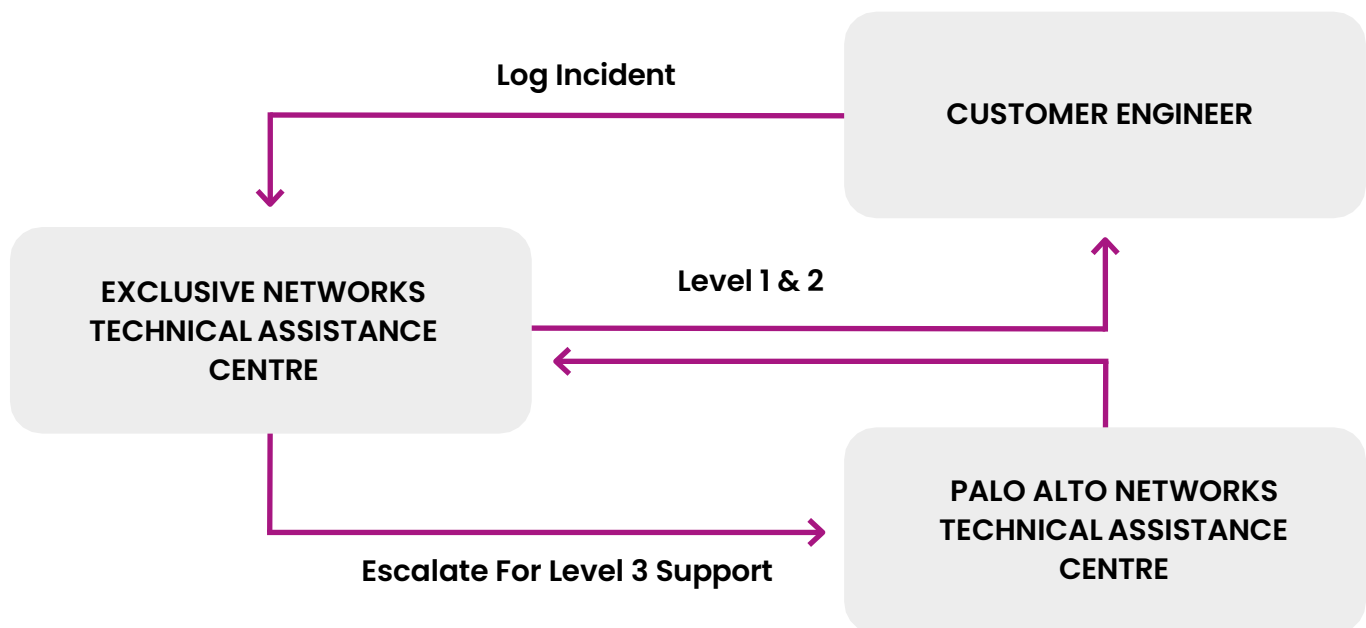 Log Incident
CUSTOMER ENGINEER
EXCLUSIVE NETWORKS
TECHNICAL ASSISTANCE
CENTRE
Level 1 & 2
PALO ALTO NETWORKS
TECHNICAL ASSISTANCE
CENTRE
Escalate For Level 3 Support